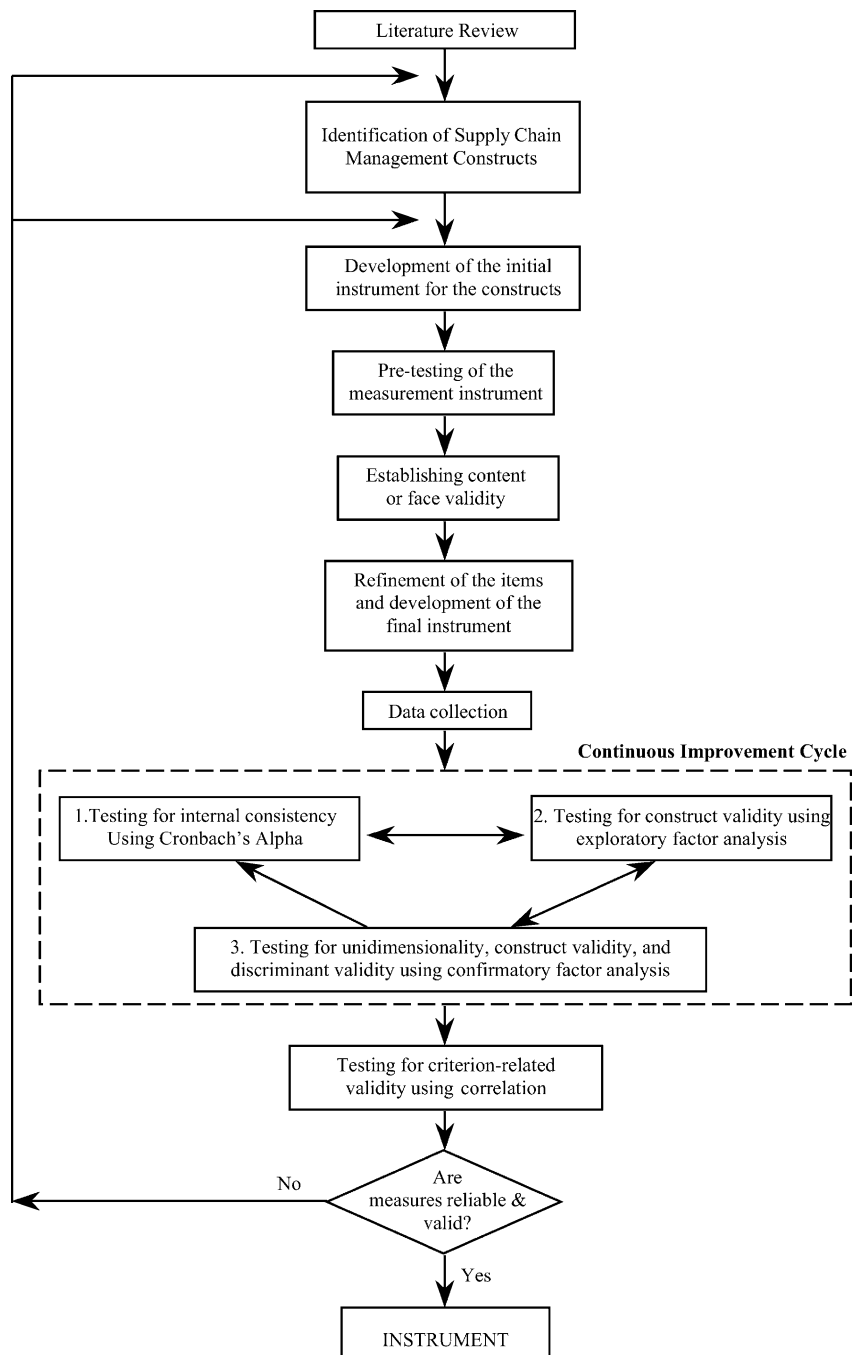 Literature Review
Identification of Supply Chain
Management Constructs
Development of the initial
instrument for the constructs
Pre-testing of the
measurement instrument
Establishing content
or face validity
Refinement of the items
and development of the
final instrument
Data collection
Continuous Improvement Cycle
1.Testing for internal consistency
Using Cronbach's Alpha
2. Testing for construct validity using
exploratory factor analysis
3. Testing for unidimensionality, construct validity, and
discriminant validity using confirmatory factor analysis
Testing for criterion-related
validity using correlation
No
Are
measures reliable &
valid?
Yes
INSTRUMENT